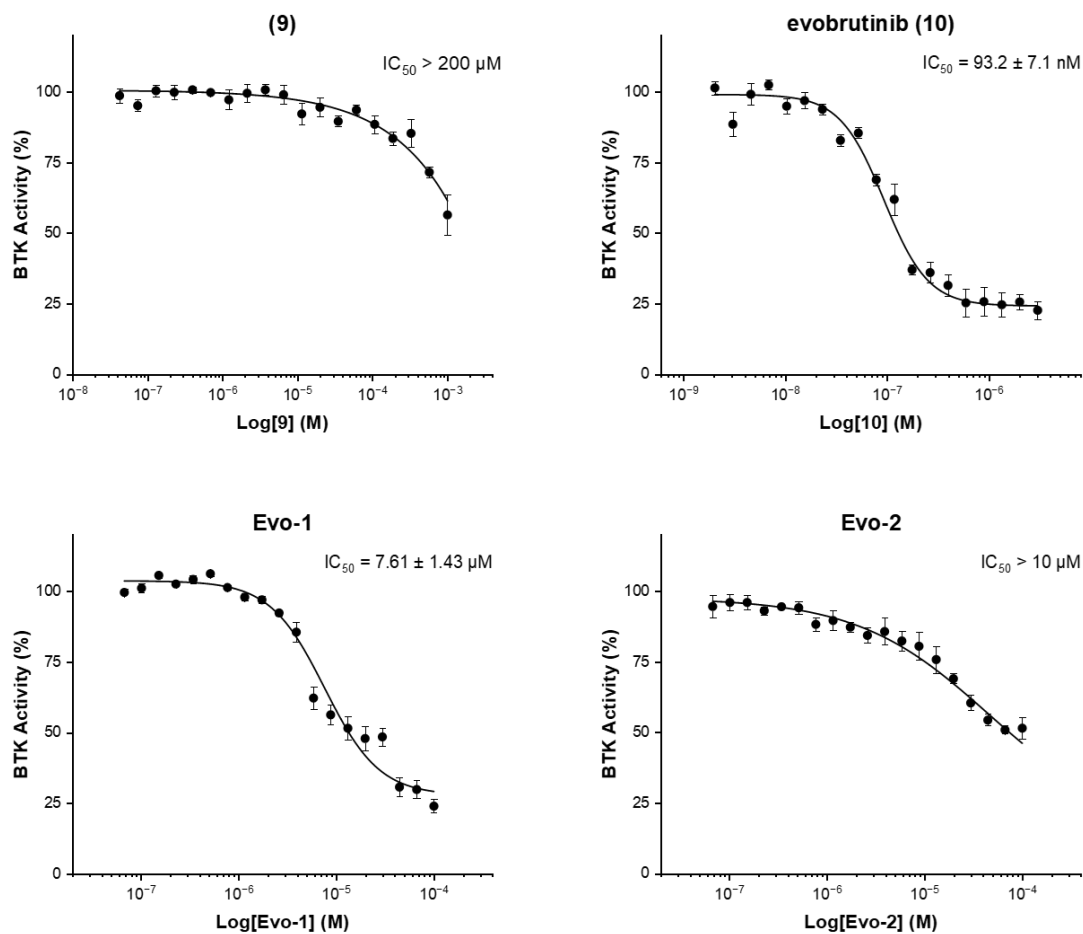 (9)
IC₅₀ > 200 µM
BTK Activity (%)
100
75
50
25
0
10⁻⁸ 10⁻⁷ 10⁻⁶ 10⁻⁵ 10⁻⁴ 10⁻³
Log[9] (M)
evobrutinib (10)
IC₅₀ = 93.2 ± 7.1 nM
BTK Activity (%)
100
75
50
25
0
10⁻⁹ 10⁻⁸ 10⁻⁷ 10⁻⁶
Log[10] (M)
Evo-1
IC₅₀ = 7.61 ± 1.43 µM
BTK Activity (%)
100
75
50
25
0
10⁻⁷ 10⁻⁶ 10⁻⁵ 10⁻⁴
Log[Evo-1] (M)
Evo-2
IC₅₀ > 10 µM
BTK Activity (%)
100
75
50
25
0
10⁻⁷ 10⁻⁶ 10⁻⁵ 10⁻⁴
Log[Evo-2] (M)